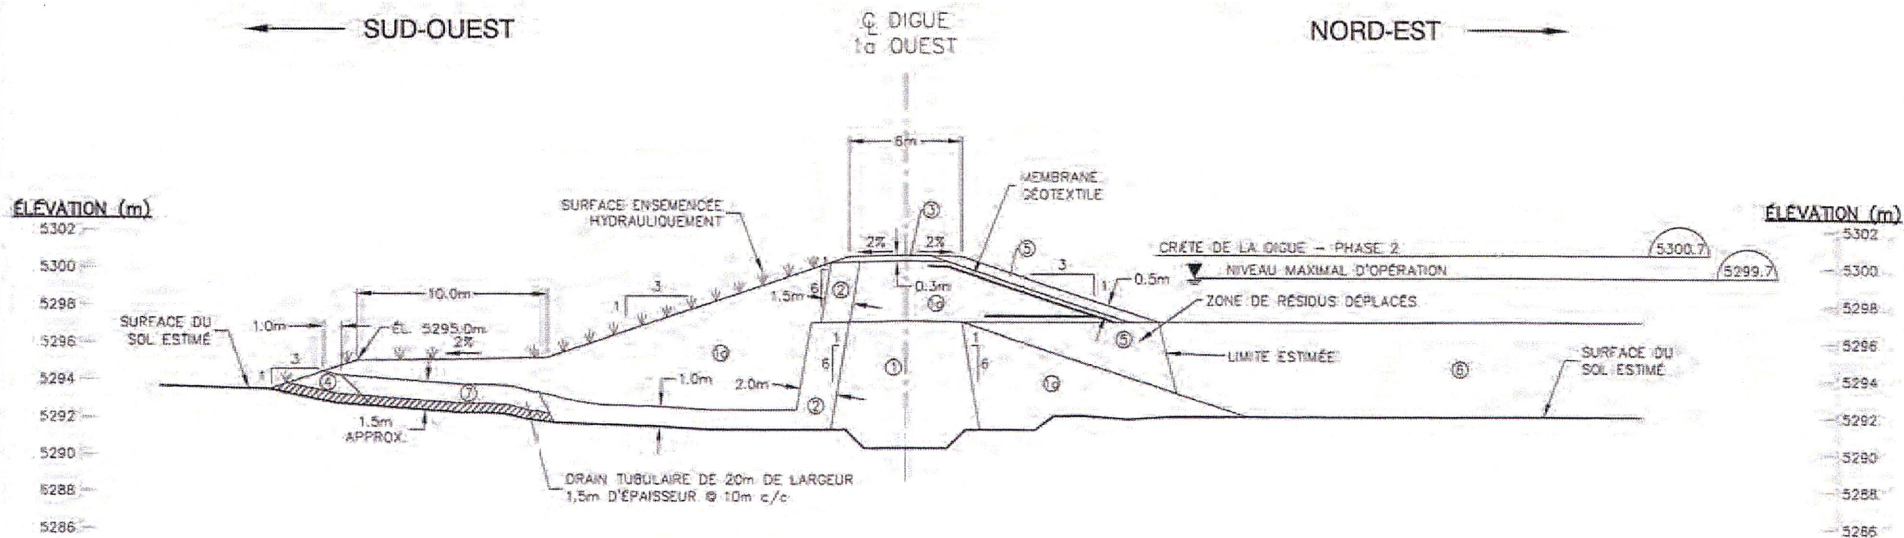 SUD-OUEST
℄ DIGUE
1a OUEST
NORD-EST
6m
MEMBRANE
GÉOTEXTILE
SURFACE ENSEMENCÉE
HYDRAULIQUEMENT
ÉLÉVATION (m)
5302
5300
5298
5296
5294
5292
5290
5288
5286
ÉLÉVATION (m)
5302
5300
5298
5296
5294
5292
5290
5288
5286
3
2%
2%
5
CRÊTE DE LA DIGUE – PHASE 2
5300.7
NIVEAU MAXIMAL D'OPÉRATION
5299.7
3
1
0.5m
ZONE DE RÉSIDUS DÉPLACÉS
10.0m
1
3
6
1
1.5m
2
0.3m
1a
1.0m
ÉL. 5295.0m
2%
SURFACE DU
SOL ESTIMÉ
1
3
4
7
1a
1.0m
2.0m
6
1
2
1
1
6
5
LIMITE ESTIMÉE
1a
6
SURFACE DU
SOL ESTIMÉ
1.5m
APPROX.
DRAIN TUBULAIRE DE 20m DE LARGEUR
1,5m D'ÉPAISSEUR @ 10m c/c